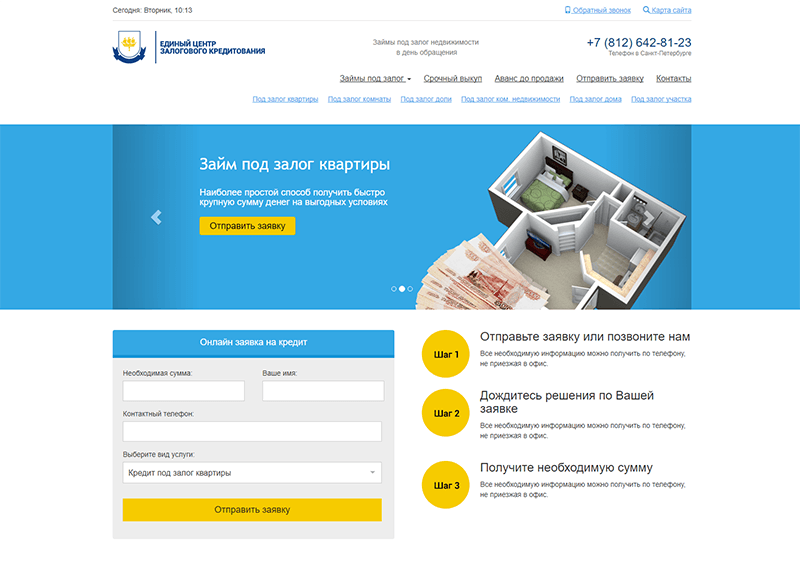 Сегодня: Вторник, 10:13
Обратный звонок
Карта сайта
ЕДИНЫЙ ЦЕНТР
ЗАЛОГОВОГО КРЕДИТОВАНИЯ
Займы под залог недвижимости
в день обращения
+7 (812) 642-81-23
Телефон в Санкт-Петербурге
Займы под залог
Срочный выкуп
Аванс до продажи
Отправить заявку
Контакты
Под залог квартиры
Под залог комнаты
Под залог доли
Под залог ком. недвижимости
Под залог дома
Под залог участка
Займ под залог квартиры
Наиболее простой способ получить быстро
крупную сумму денег на выгодных условиях
Отправить заявку
Онлайн заявка на кредит
Необходимая сумма:
Ваше имя:
Контактный телефон:
Выберите вид услуги:
Кредит под залог квартиры
Отправить заявку
Шаг 1
Отправьте заявку или позвоните нам
Все необходимую информацию можно получить по телефону,
не приезжая в офис.
Шаг 2
Дождитесь решения по Вашей
заявке
Все необходимую информацию можно получить по телефону,
не приезжая в офис.
Шаг 3
Получите необходимую сумму
Все необходимую информацию можно получить по телефону,
не приезжая в офис.